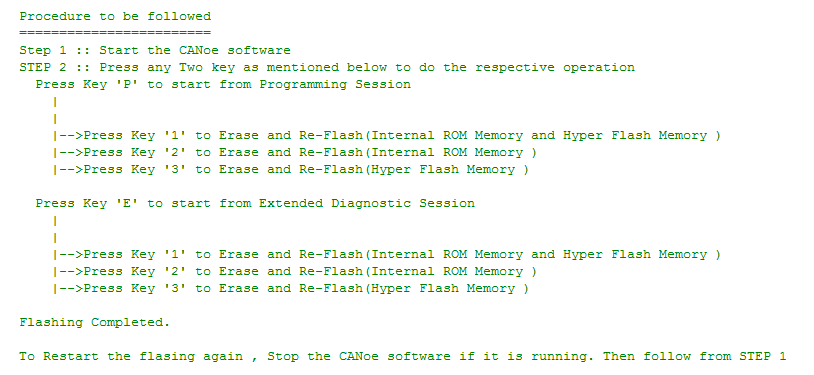 Procedure to be followed
========================
Step 1 :: Start the CANoe software
STEP 2 :: Press any Two key as mentioned below to do the respective operation
  Press Key 'P' to start from Programming Session
    |
    |
    |-->Press Key '1' to Erase and Re-Flash(Internal ROM Memory and Hyper Flash Memory )
    |-->Press Key '2' to Erase and Re-Flash(Internal ROM Memory )
    |-->Press Key '3' to Erase and Re-Flash(Hyper Flash Memory )

  Press Key 'E' to start from Extended Diagnostic Session
    |
    |
    |-->Press Key '1' to Erase and Re-Flash(Internal ROM Memory and Hyper Flash Memory )
    |-->Press Key '2' to Erase and Re-Flash(Internal ROM Memory )
    |-->Press Key '3' to Erase and Re-Flash(Hyper Flash Memory )

Flashing Completed.

To Restart the flasing again , Stop the CANoe software if it is running. Then follow from STEP 1